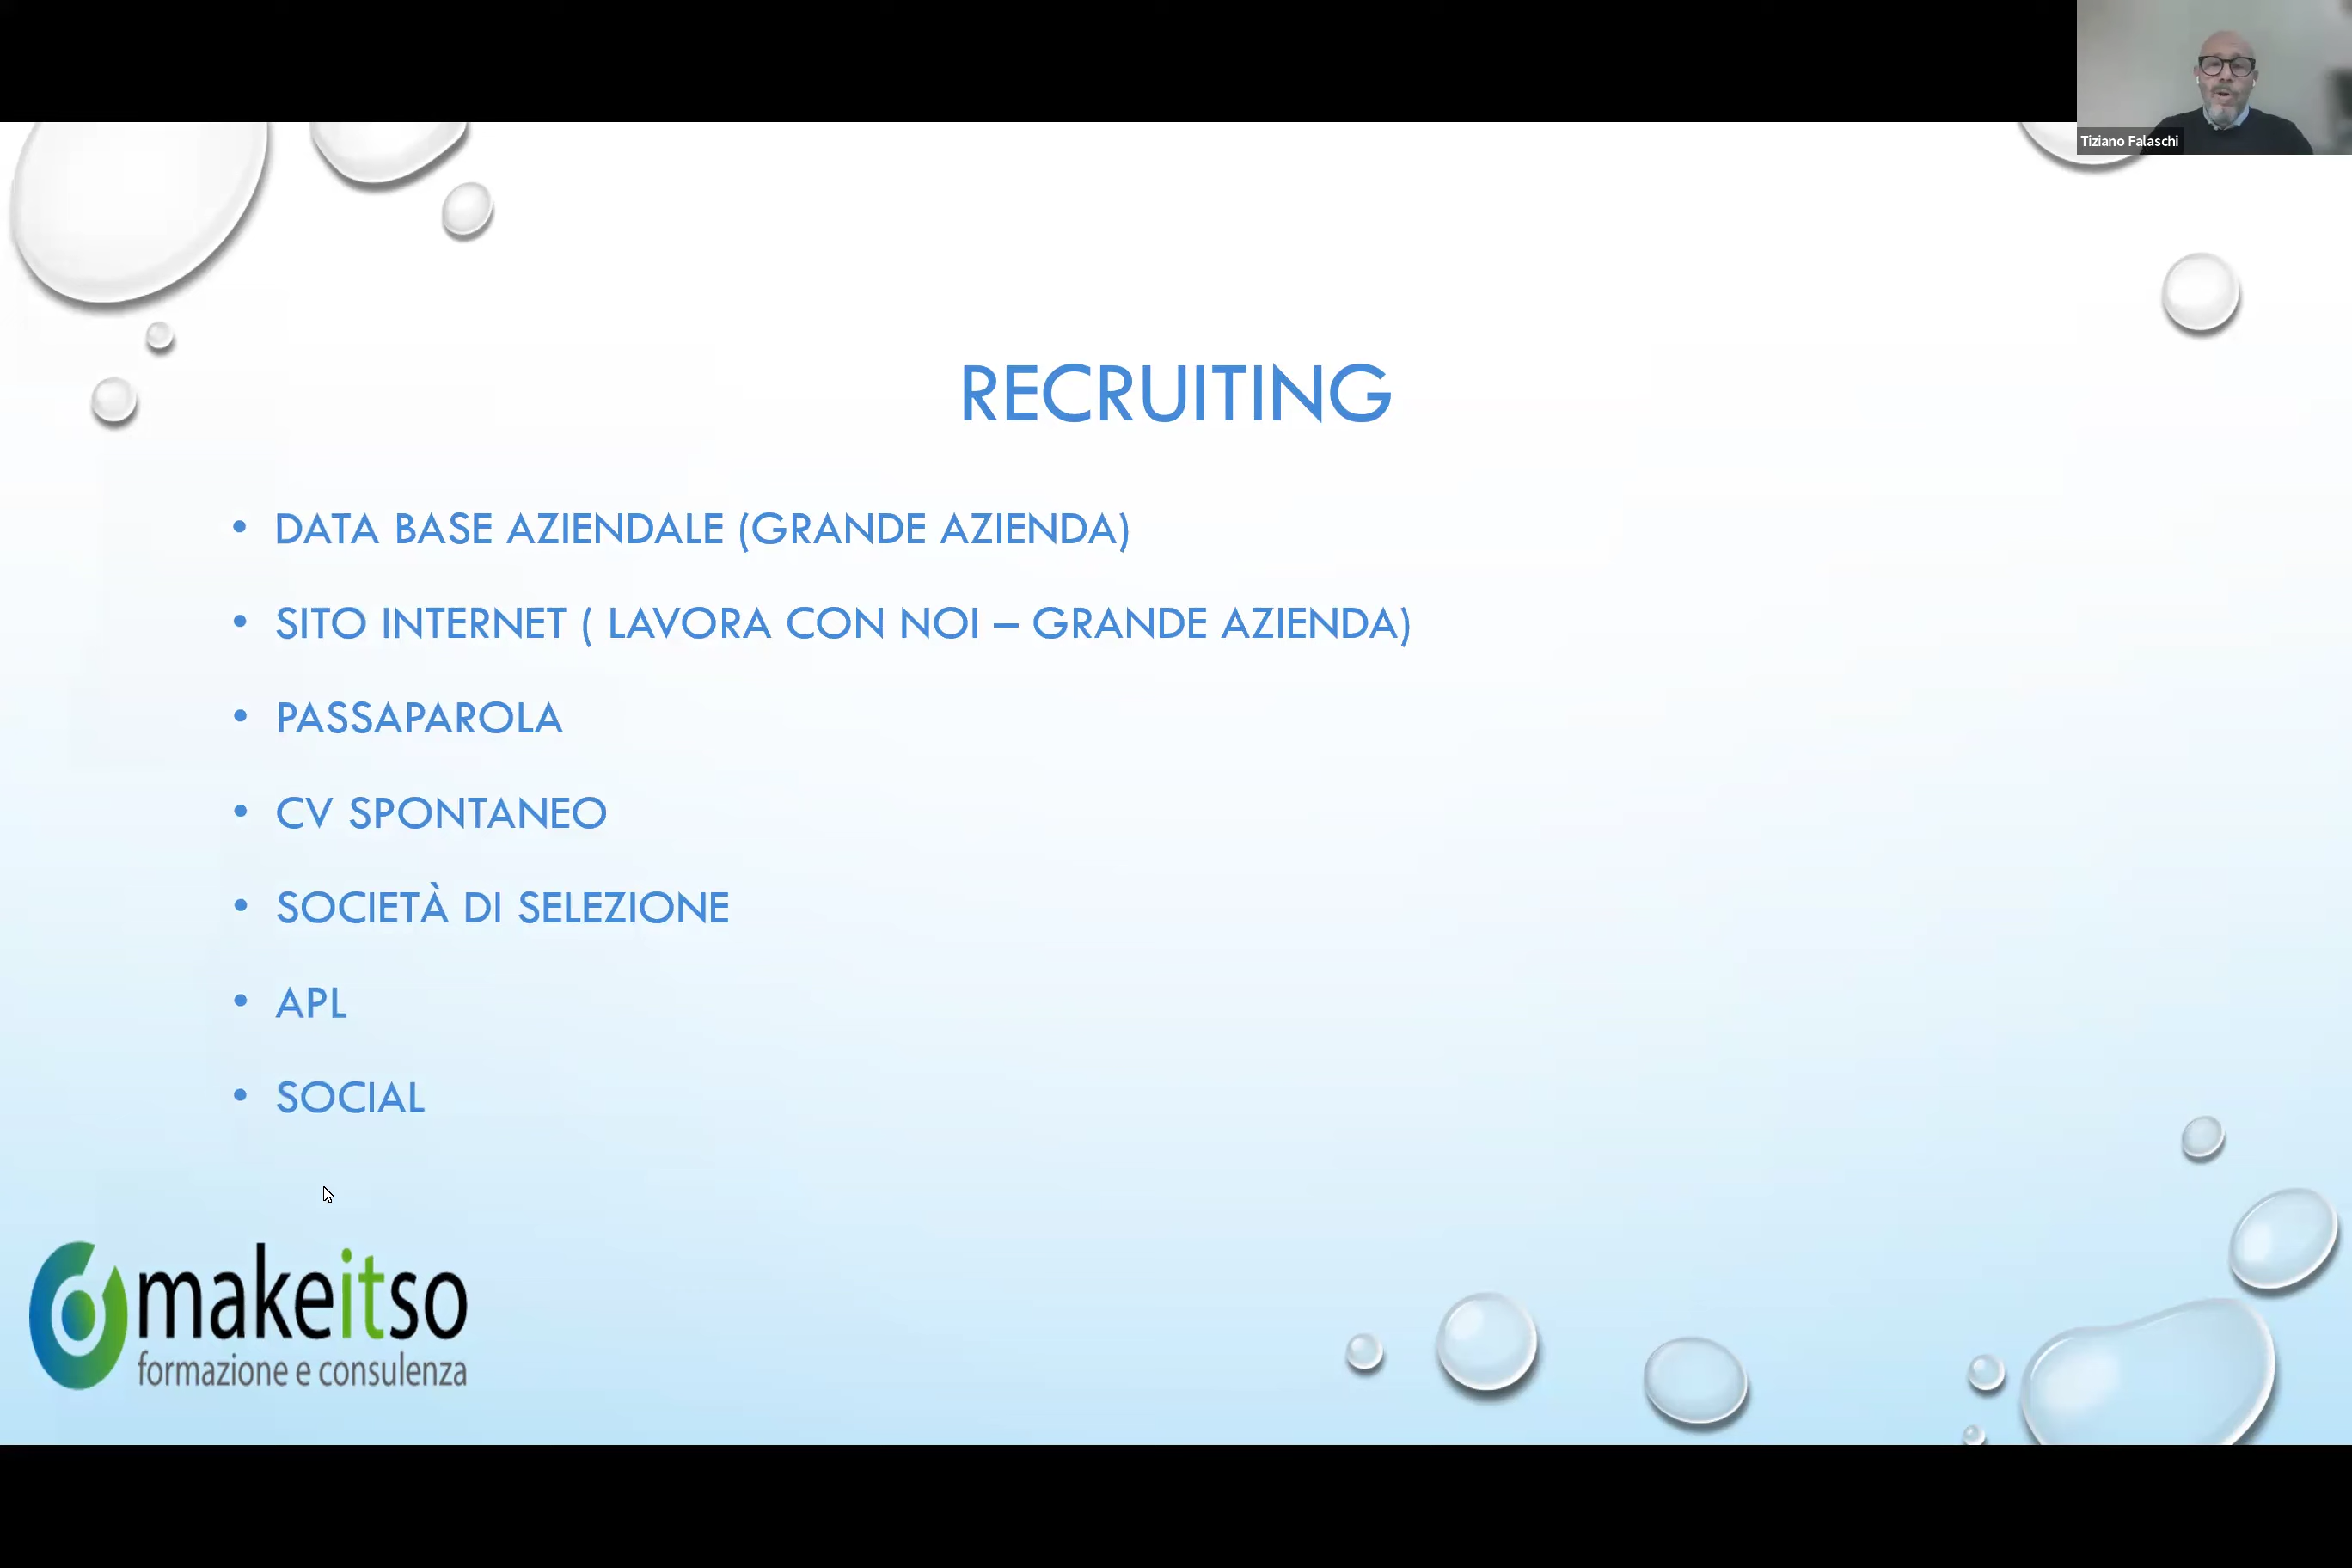 Tiziano Falaschi
RECRUITING
• DATA BASE AZIENDALE (GRANDE AZIENDA)
• SITO INTERNET ( LAVORA CON NOI – GRANDE AZIENDA)
• PASSAPAROLA
• CV SPONTANEO
• SOCIETÀ DI SELEZIONE
• APL
• SOCIAL
makeitso
formazione e consulenza